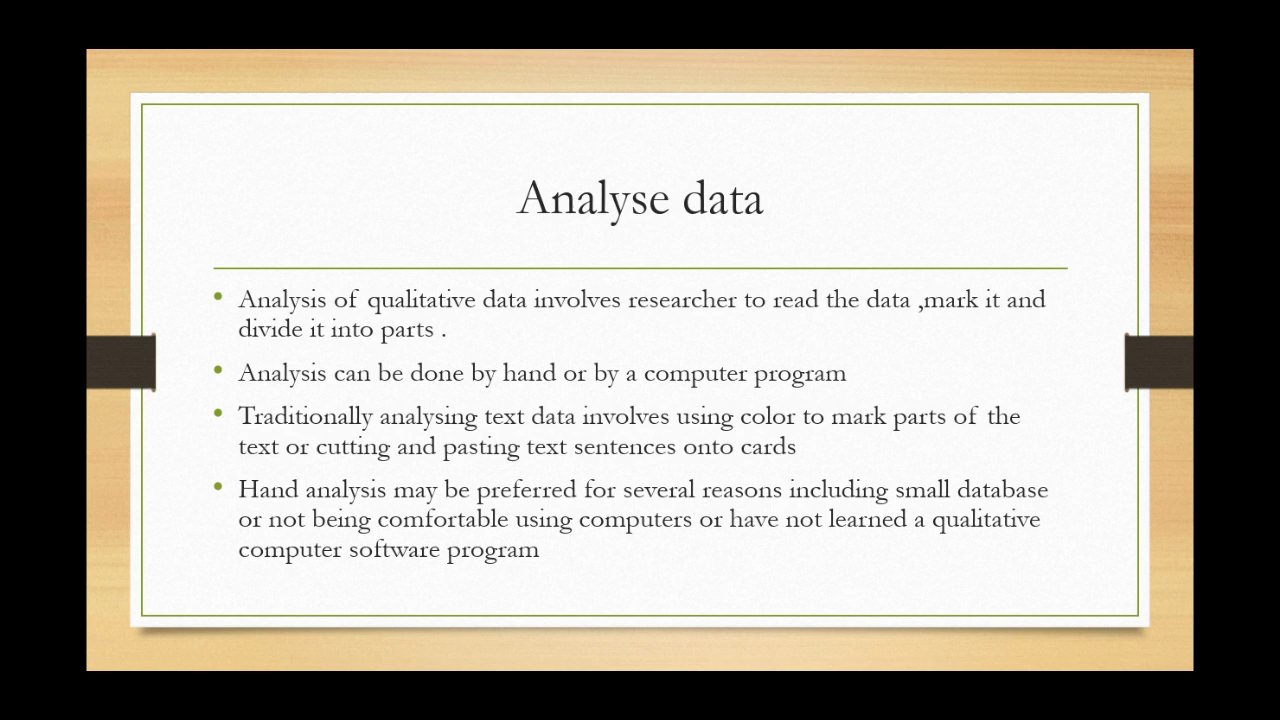 Analyse data
• Analysis of qualitative data involves researcher to read the data ,mark it and
divide it into parts .
• Analysis can be done by hand or by a computer program
• Traditionally analysing text data involves using color to mark parts of the
text or cutting and pasting text sentences onto cards
• Hand analysis may be preferred for several reasons including small database
or not being comfortable using computers or have not learned a qualitative
computer software program